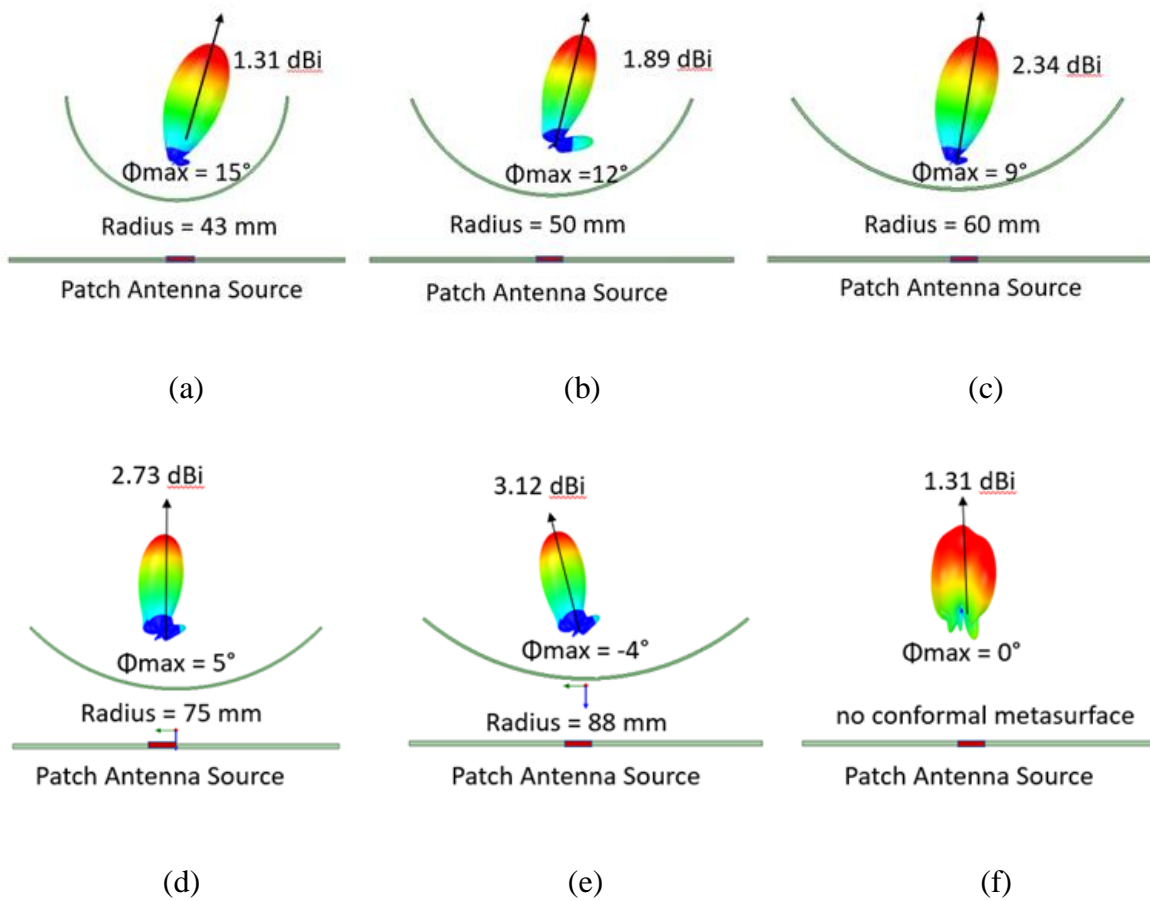 1.31 dBi
Φmax = 15°
Radius = 43 mm
Patch Antenna Source
(a)
1.89 dBi
Φmax =12°
Radius = 50 mm
Patch Antenna Source
(b)
2.34 dBi
Φmax = 9°
Radius = 60 mm
Patch Antenna Source
(c)
2.73 dBi
Φmax = 5°
Radius = 75 mm
Patch Antenna Source
(d)
3.12 dBi
Φmax = -4°
Radius = 88 mm
Patch Antenna Source
(e)
1.31 dBi
Φmax = 0°
no conformal metasurface
Patch Antenna Source
(f)